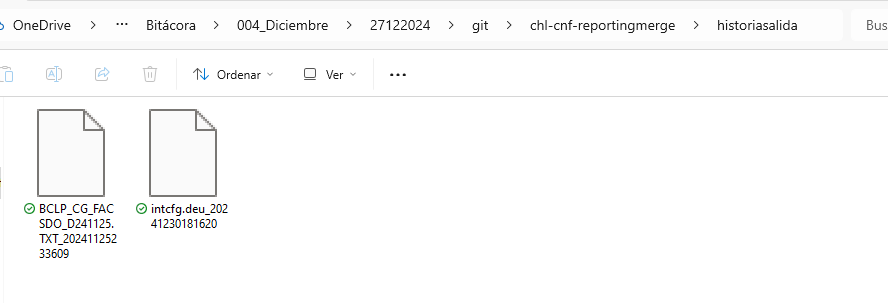 OneDrive > ... Bitácora > 004_Diciembre > 27122024 > git > chl-cnf-reportingmerge > historiasalida Bus
Ordenar Ver ...
BCLP_CG_FAC
SDO_D241125.
TXT_202411252
33609
intcfg.deu_202
41230181620